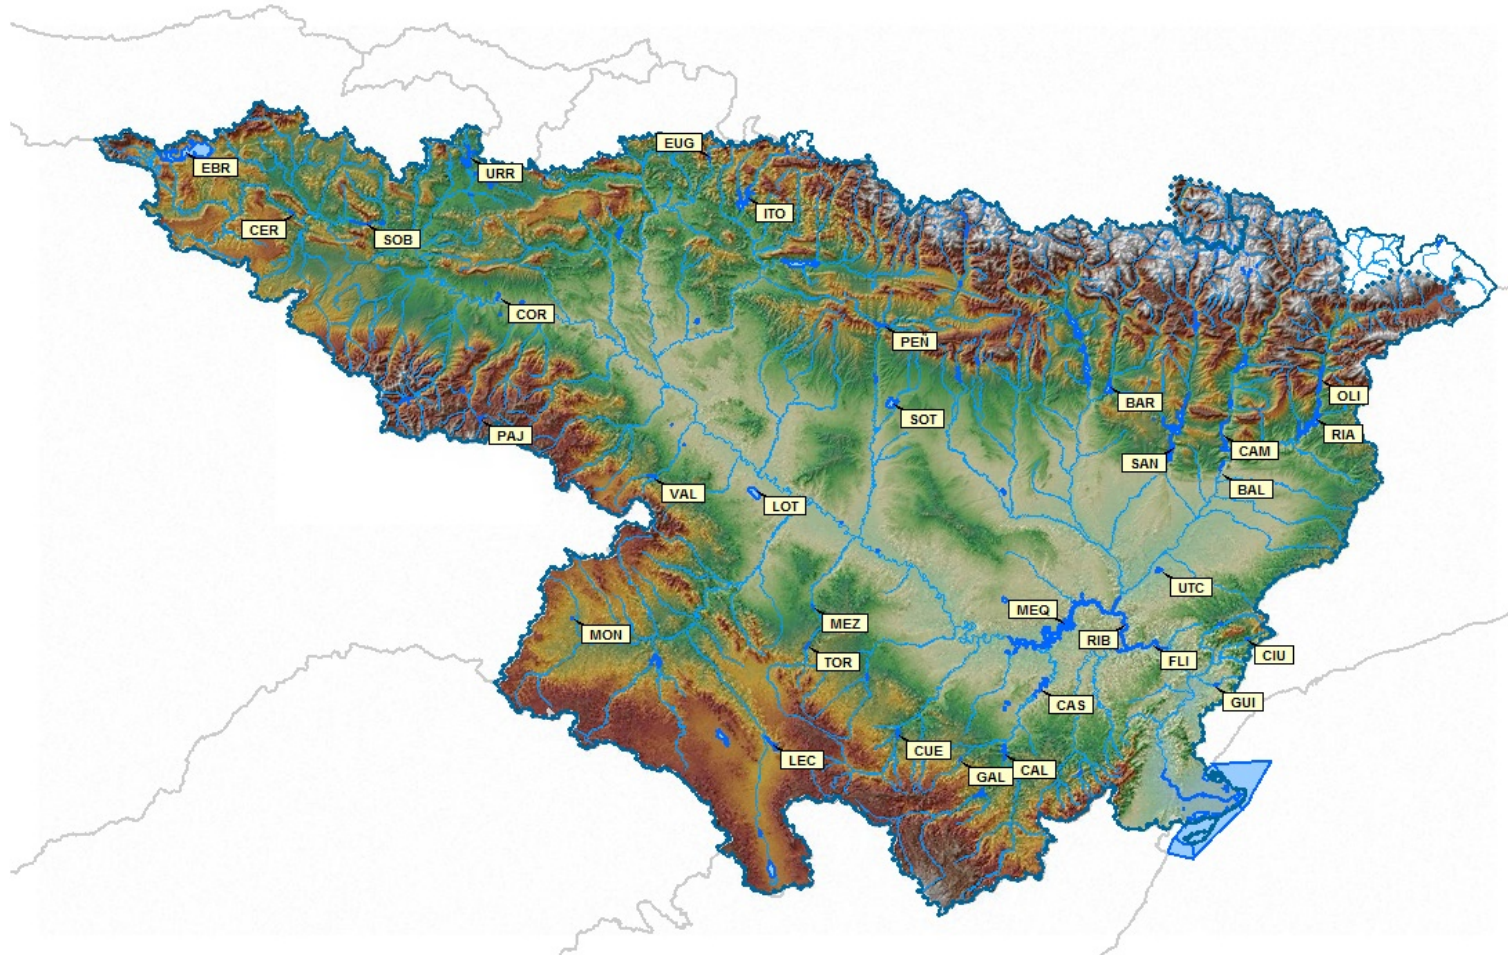 EUG
EBR
URR
ITO
CER
SOB
COR
PEÑ
OLI
BAR
SOT
PAJ
RIA
CAM
SAN
BAL
VAL
LOT
UTC
MEQ
MEZ
MON
RIB
CIU
FLI
TOR
GUI
CAS
CUE
LEC
CAL
GAL